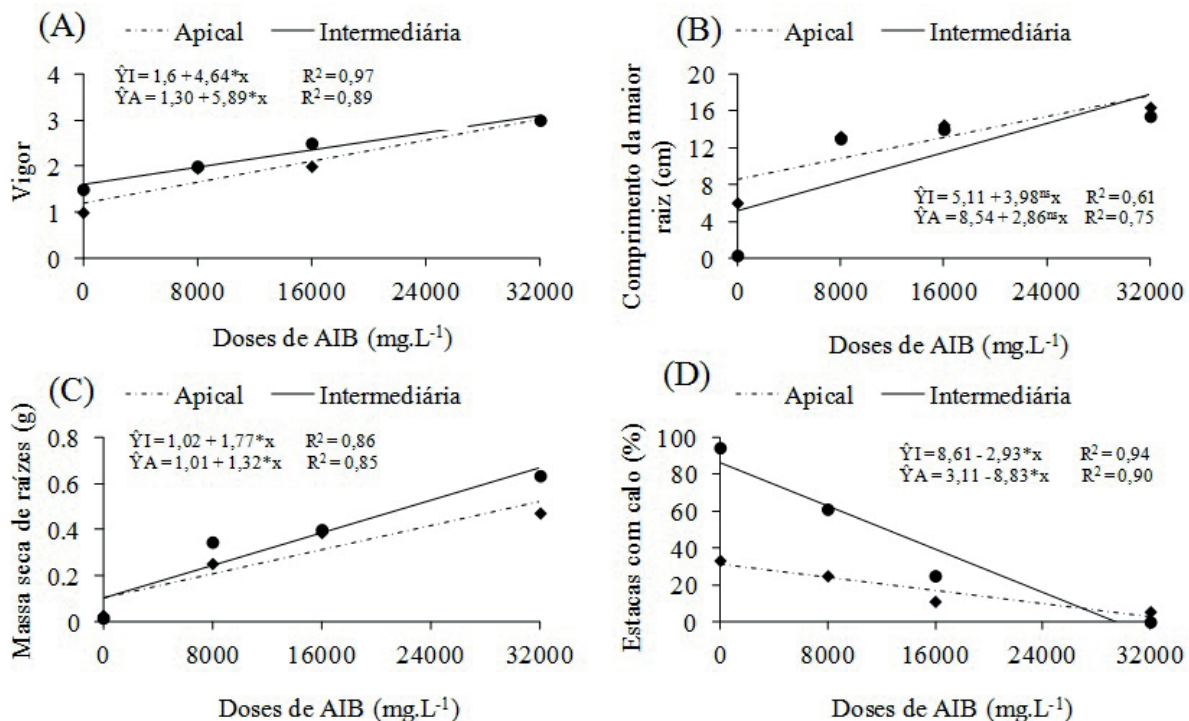 (A)
Apical Intermediária
ŶI = 1,6 + 4,64*x R² = 0,97
ŶA = 1,30 + 5,89*x R² = 0,89
4
3
2
1
0
Vigor
0 8000 16000 24000 32000
Doses de AIB (mg.L⁻¹)
(B)
Apical Intermediária
20
16
12
8
4
0
Comprimento da maior
raiz (cm)
ŶI = 5,11 + 3,98ⁿˢx R² = 0,61
ŶA = 8,54 + 2,86ⁿˢx R² = 0,75
0 8000 16000 24000 32000
Doses de AIB (mg.L⁻¹)
(C)
Apical Intermediária
ŶI = 1,02 + 1,77*x R² = 0,86
ŶA = 1,01 + 1,32*x R² = 0,85
0.8
0.6
0.4
0.2
0
Massa seca de raízes (g)
0 8000 16000 24000 32000
Doses de AIB (mg.L⁻¹)
(D)
Apical Intermediária
ŶI = 8,61 - 2,93*x R² = 0,94
ŶA = 3,11 - 8,83*x R² = 0,90
100
80
60
40
20
0
Estacas com calo (%)
0 8000 16000 24000 32000
Doses de AIB (mg.L⁻¹)